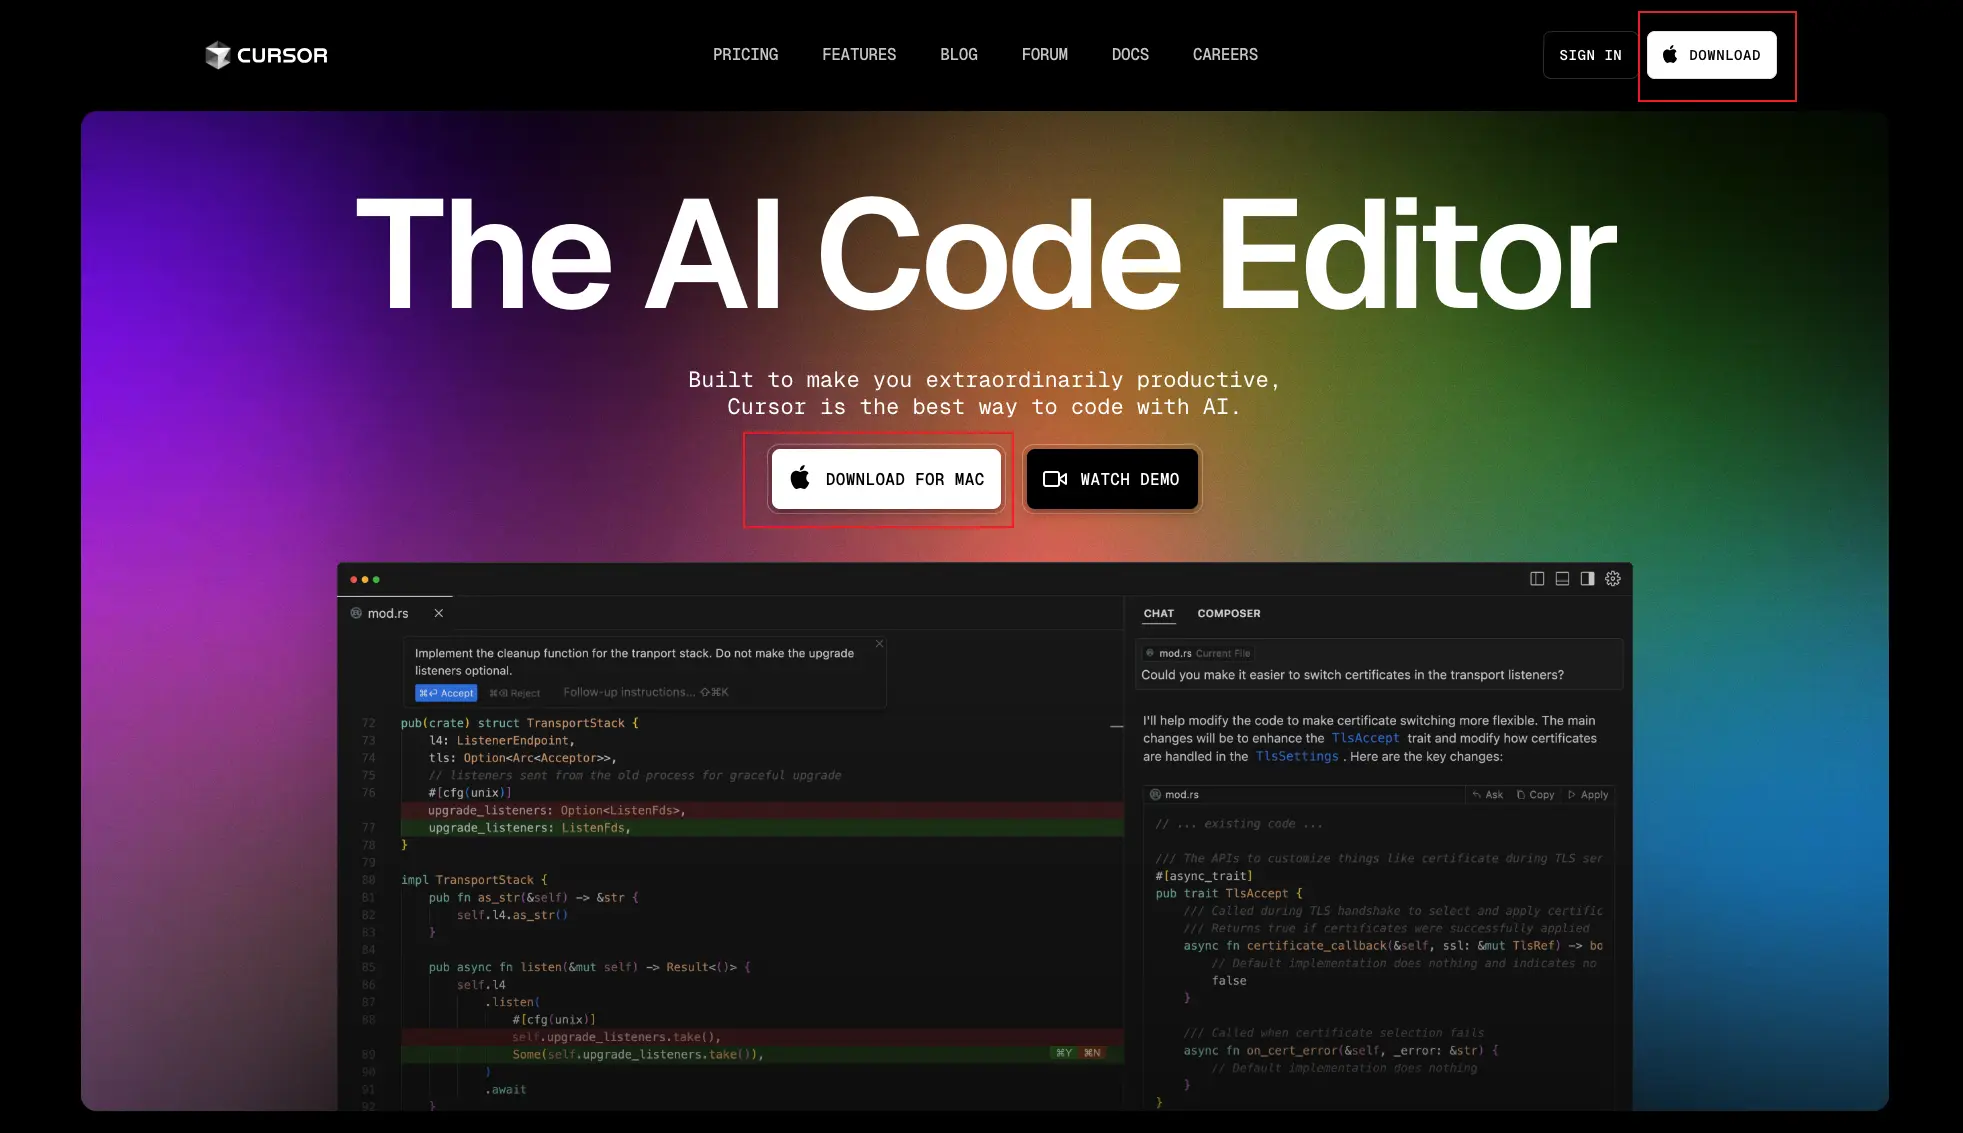 CURSOR
PRICING FEATURES BLOG FORUM DOCS CAREERS
SIGN IN DOWNLOAD
The AI Code Editor
Built to make you extraordinarily productive,
Cursor is the best way to code with AI.
DOWNLOAD FOR MAC WATCH DEMO
mod.rs
Implement the cleanup function for the tranport stack. Do not make the upgrade
listeners optional.
⌘⏎ Accept ⌘⌫ Reject Follow-up instructions... ⇧⌘K
72 pub(crate) struct TransportStack {
73 l4: ListenerEndpoint,
74 tls: Option<Arc<Acceptor>>,
75 // listeners sent from the old process for graceful upgrade
76 #[cfg(unix)]
upgrade_listeners: Option<ListenFds>,
77 upgrade_listeners: ListenFds,
78 }
79
80 impl TransportStack {
81 pub fn as_str(&self) -> &str {
82 self.l4.as_str()
83 }
84
85 pub async fn listen(&mut self) -> Result<()> {
86 self.l4
87 .listen(
88 #[cfg(unix)]
self.upgrade_listeners.take(),
89 Some(self.upgrade_listeners.take()), ⌘Y ⌘N
90 )
91 .await
92 }
CHAT COMPOSER
mod.rs Current File
Could you make it easier to switch certificates in the transport listeners?
I'll help modify the code to make certificate switching more flexible. The main
changes will be to enhance the TlsAccept trait and modify how certificates
are handled in the TlsSettings . Here are the key changes:
mod.rs Ask Copy Apply
// ... existing code ...
/// The APIs to customize things like certificate during TLS ser
#[async_trait]
pub trait TlsAccept {
/// Called during TLS handshake to select and apply certific
/// Returns true if certificates were successfully applied
async fn certificate_callback(&self, ssl: &mut TlsRef) -> bo
// Default implementation does nothing and indicates no
false
}
/// Called when certificate selection fails
async fn on_cert_error(&self, _error: &str) {
// Default implementation does nothing
}
}